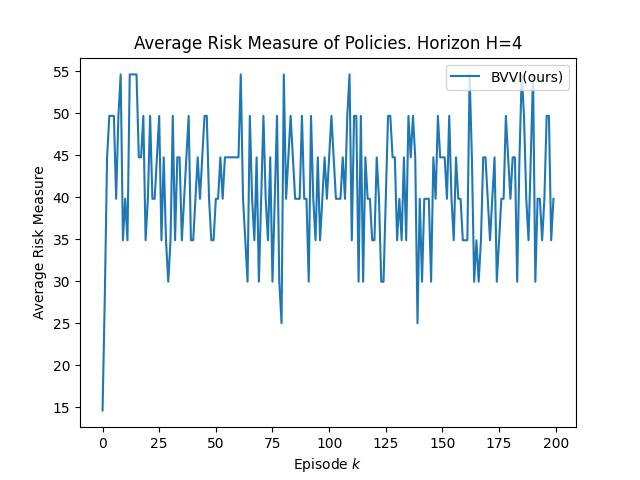 Average Risk Measure of Policies. Horizon H=4
BVVI(ours)
Average Risk Measure
55
50
45
40
35
30
25
20
15
0 25 50 75 100 125 150 175 200
Episode k